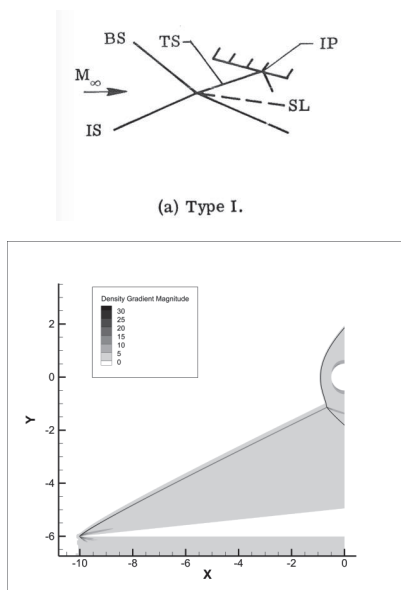 BS
TS
IP
M∞
SL
IS
(a) Type I.
Density Gradient Magnitude
30
25
20
15
10
5
0
2
0
-2
-4
-6
Y
-10
-8
-6
-4
-2
0
X